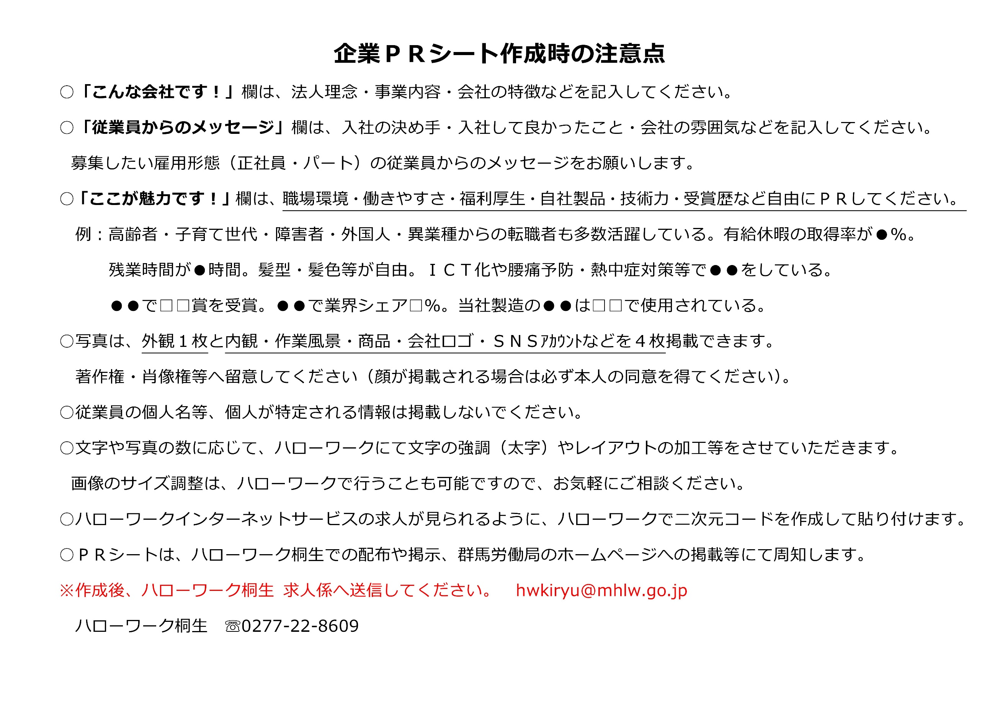 企業ＰＲシート作成時の注意点
○「こんな会社です！」欄は、法人理念・事業内容・会社の特徴などを記入してください。
○「従業員からのメッセージ」欄は、入社の決め手・入社して良かったこと・会社の雰囲気などを記入してください。
募集したい雇用形態（正社員・パート）の従業員からのメッセージをお願いします。
○「ここが魅力です！」欄は、職場環境・働きやすさ・福利厚生・自社製品・技術力・受賞歴など自由にＰＲしてください。
例：高齢者・子育て世代・障害者・外国人・異業種からの転職者も多数活躍している。有給休暇の取得率が●％。
残業時間が●時間。髪型・髪色等が自由。ＩＣＴ化や腰痛予防・熱中症対策等で●●をしている。
●●で□□賞を受賞。●●で業界シェア□％。当社製造の●●は□□で使用されている。
○写真は、外観１枚と内観・作業風景・商品・会社ロゴ・ＳＮＳｱｶｳﾝﾄなどを４枚掲載できます。
著作権・肖像権等へ留意してください（顔が掲載される場合は必ず本人の同意を得てください）。
○従業員の個人名等、個人が特定される情報は掲載しないでください。
○文字や写真の数に応じて、ハローワークにて文字の強調（太字）やレイアウトの加工等をさせていただきます。
画像のサイズ調整は、ハローワークで行うことも可能ですので、お気軽にご相談ください。
○ハローワークインターネットサービスの求人が見られるように、ハローワークで二次元コードを作成して貼り付けます。
○ＰＲシートは、ハローワーク桐生での配布や掲示、群馬労働局のホームページへの掲載等にて周知します。
※作成後、ハローワーク桐生 求人係へ送信してください。　hwkiryu@mhlw.go.jp
ハローワーク桐生　☏0277-22-8609